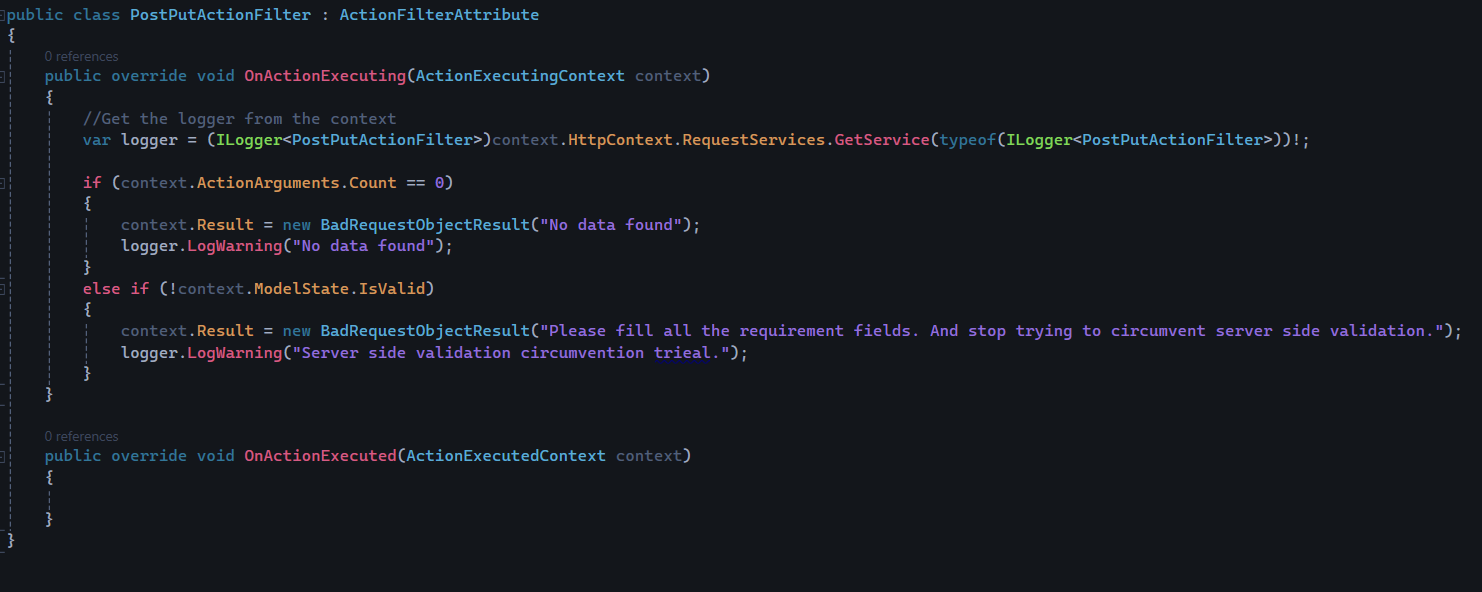 public class PostPutActionFilter : ActionFilterAttribute
{
0 references
public override void OnActionExecuting(ActionExecutingContext context)
{
//Get the logger from the context
var logger = (ILogger<PostPutActionFilter>)context.HttpContext.RequestServices.GetService(typeof(ILogger<PostPutActionFilter>))!;
if (context.ActionArguments.Count == 0)
{
context.Result = new BadRequestObjectResult("No data found");
logger.LogWarning("No data found");
}
else if (!context.ModelState.IsValid)
{
context.Result = new BadRequestObjectResult("Please fill all the requirement fields. And stop trying to circumvent server side validation.");
logger.LogWarning("Server side validation circumvention trieal.");
}
}
0 references
public override void OnActionExecuted(ActionExecutedContext context)
{
}
}